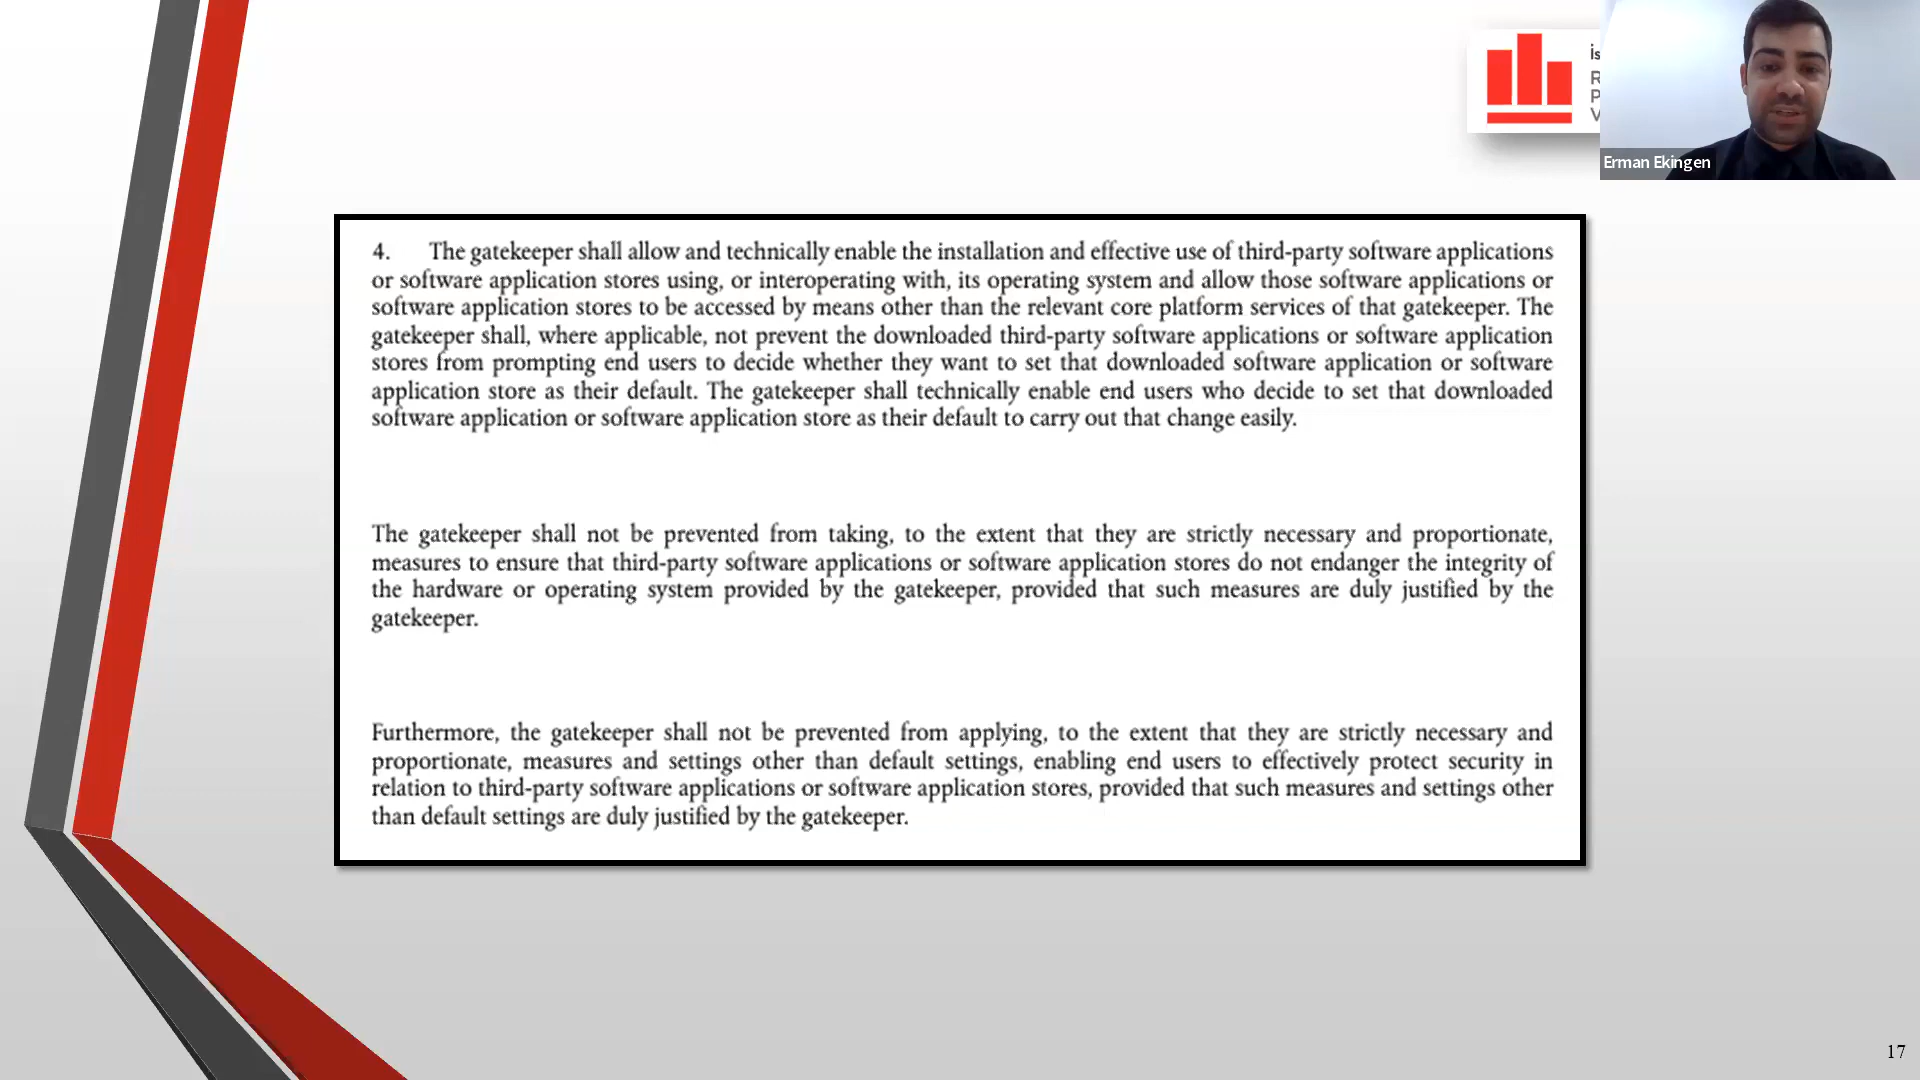 İs
R
P
V
Erman Ekingen
4. The gatekeeper shall allow and technically enable the installation and effective use of third-party software applications
or software application stores using, or interoperating with, its operating system and allow those software applications or
software application stores to be accessed by means other than the relevant core platform services of that gatekeeper. The
gatekeeper shall, where applicable, not prevent the downloaded third-party software applications or software application
stores from prompting end users to decide whether they want to set that downloaded software application or software
application store as their default. The gatekeeper shall technically enable end users who decide to set that downloaded
software application or software application store as their default to carry out that change easily.
The gatekeeper shall not be prevented from taking, to the extent that they are strictly necessary and proportionate,
measures to ensure that third-party software applications or software application stores do not endanger the integrity of
the hardware or operating system provided by the gatekeeper, provided that such measures are duly justified by the
gatekeeper.
Furthermore, the gatekeeper shall not be prevented from applying, to the extent that they are strictly necessary and
proportionate, measures and settings other than default settings, enabling end users to effectively protect security in
relation to third-party software applications or software application stores, provided that such measures and settings other
than default settings are duly justified by the gatekeeper.
17